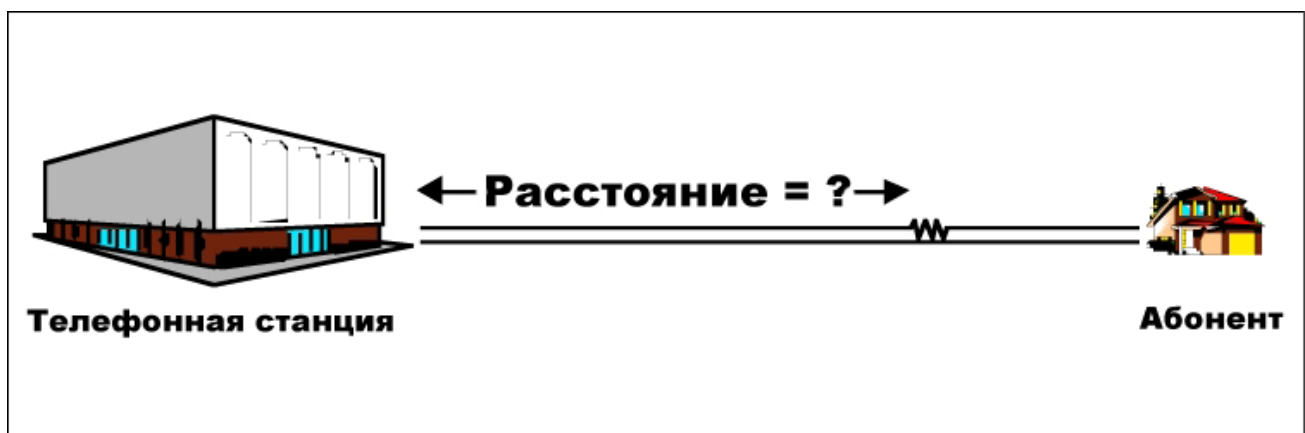 Расстояние = ?
Телефонная станция
Абонент